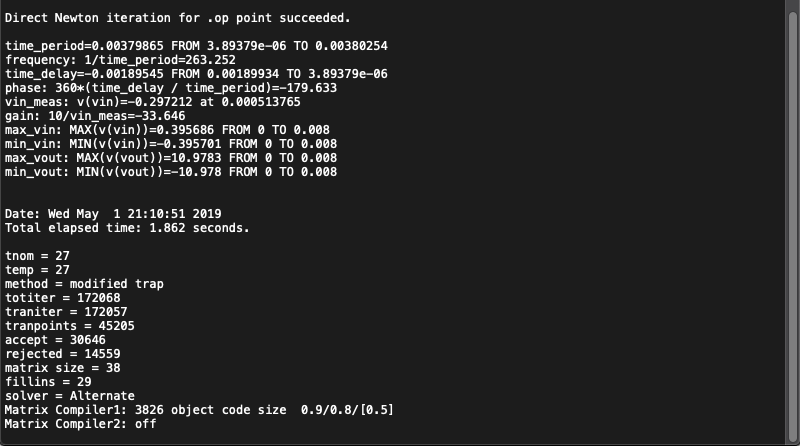 Direct Newton iteration for .op point succeeded.
time_period=0.00379865 FROM 3.89379e-06 TO 0.00380254
frequency: 1/time_period=263.252
time_delay=-0.00189545 FROM 0.00189934 TO 3.89379e-06
phase: 360*(time_delay / time_period)=-179.633
vin_meas: v(vin)=-0.297212 at 0.000513765
gain: 10/vin_meas=-33.646
max_vin: MAX(v(vin))=0.395686 FROM 0 TO 0.008
min_vin: MIN(v(vin))=-0.395701 FROM 0 TO 0.008
max_vout: MAX(v(vout))=10.9783 FROM 0 TO 0.008
min_vout: MIN(v(vout))=-10.978 FROM 0 TO 0.008
Date: Wed May  1 21:10:51 2019
Total elapsed time: 1.862 seconds.
tnom = 27
temp = 27
method = modified trap
totiter = 172068
traniter = 172057
tranpoints = 45205
accept = 30646
rejected = 14559
matrix size = 38
fillins = 29
solver = Alternate
Matrix Compiler1: 3826 object code size  0.9/0.8/[0.5]
Matrix Compiler2: off